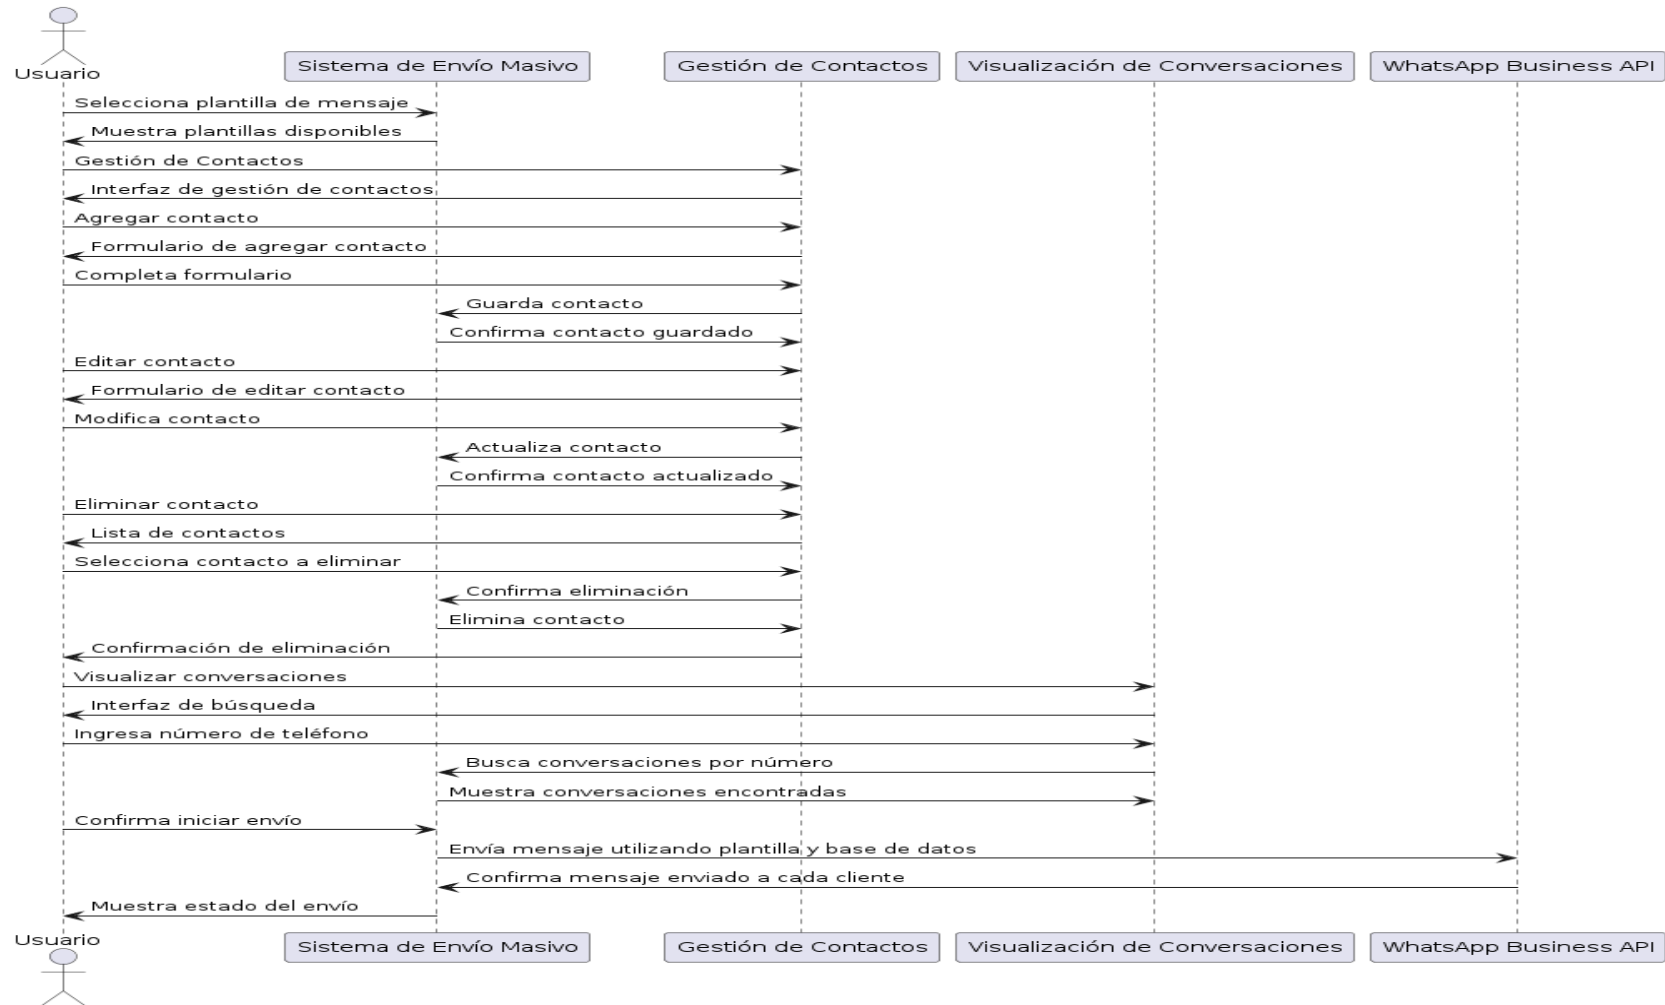 Usuario
Sistema de Envío Masivo
Gestión de Contactos
Visualización de Conversaciones
WhatsApp Business API
Selecciona plantilla de mensaje
Muestra plantillas disponibles
Gestión de Contactos
Interfaz de gestión de contactos
Agregar contacto
Formulario de agregar contacto
Completa formulario
Guarda contacto
Confirma contacto guardado
Editar contacto
Formulario de editar contacto
Modifica contacto
Actualiza contacto
Confirma contacto actualizado
Eliminar contacto
Lista de contactos
Selecciona contacto a eliminar
Confirma eliminación
Elimina contacto
Confirmación de eliminación
Visualizar conversaciones
Interfaz de búsqueda
Ingresa número de teléfono
Busca conversaciones por número
Muestra conversaciones encontradas
Confirma iniciar envío
Envía mensaje utilizando plantilla y base de datos
Confirma mensaje enviado a cada cliente
Muestra estado del envío
Usuario
Sistema de Envío Masivo
Gestión de Contactos
Visualización de Conversaciones
WhatsApp Business API